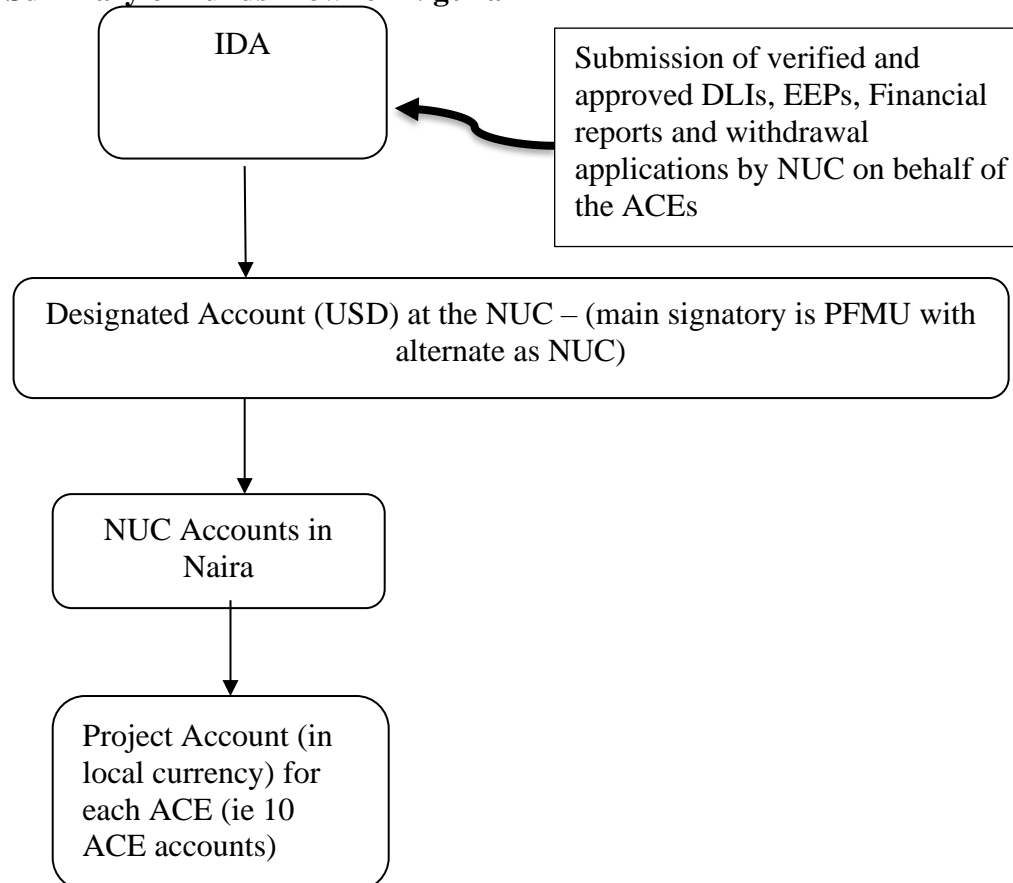 IDA
Submission of verified and
approved DLIs, EEPs, Financial
reports and withdrawal
applications by NUC on behalf of
the ACEs
Designated Account (USD) at the NUC – (main signatory is PFMU with
alternate as NUC)
NUC Accounts in
Naira
Project Account (in
local currency) for
each ACE (ie 10
ACE accounts)